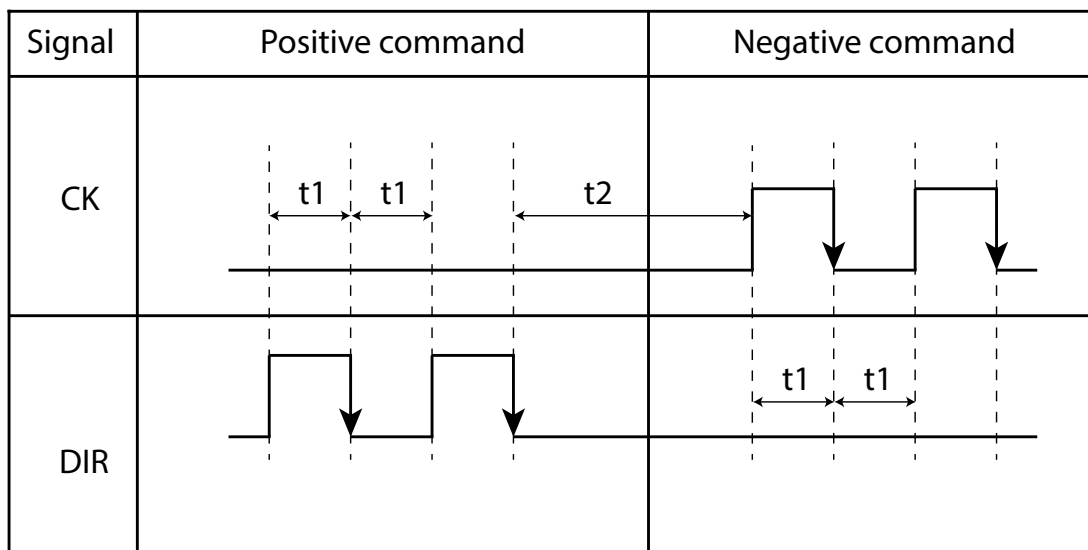 Signal Positive command Negative command
CK t1 t1 t2
DIR t1 t1